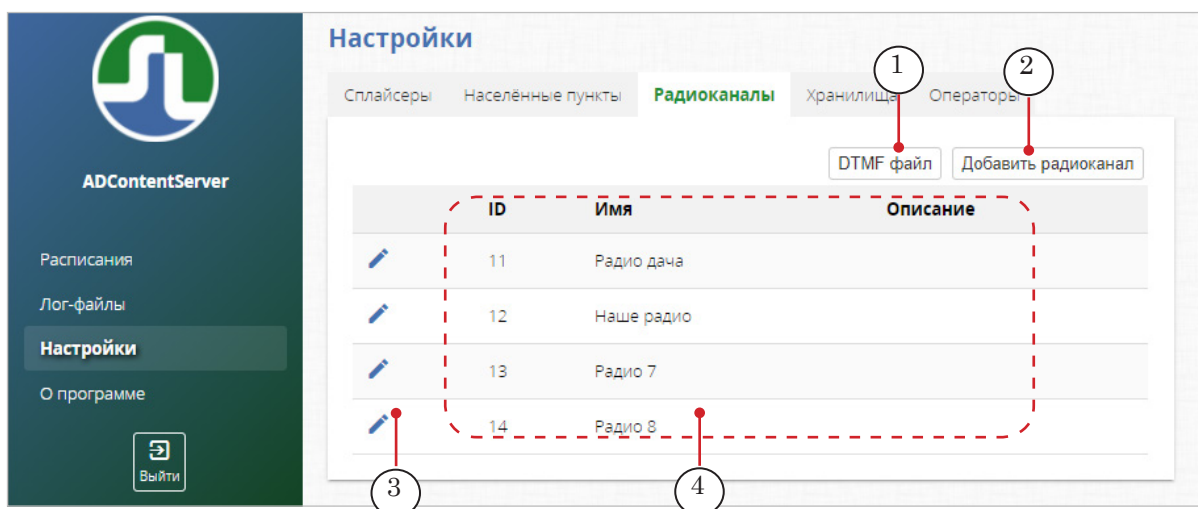 ADContentServer
Расписания
Лог-файлы
Настройки
О программе
Выйти
Настройки
1
2
Сплайсеры Населённые пункты Радиоканалы Хранилища Операторы
DTMF файл Добавить радиоканал
ID Имя Описание
11 Радио дача
12 Наше радио
13 Радио 7
14 Радио 8
3
4